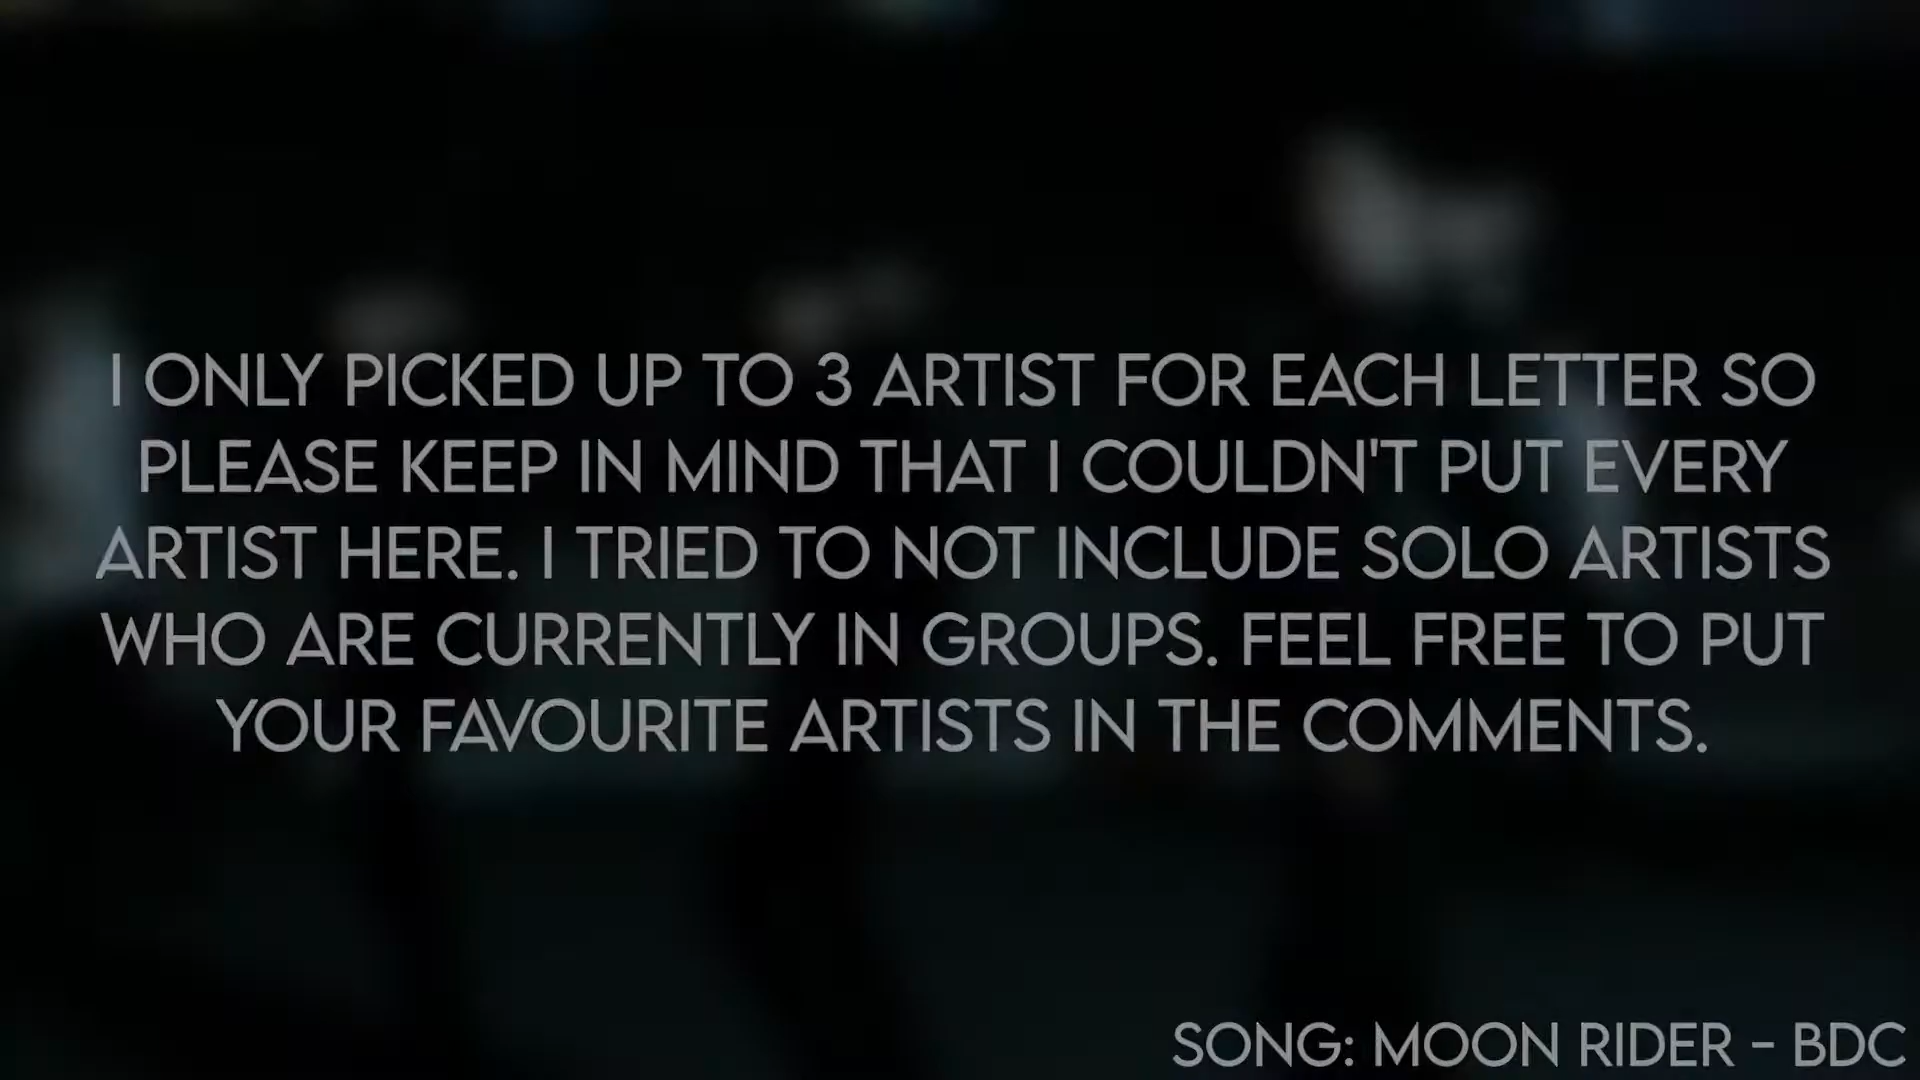 I ONLY PICKED UP TO 3 ARTIST FOR EACH LETTER SO
PLEASE KEEP IN MIND THAT I COULDN'T PUT EVERY
ARTIST HERE. I TRIED TO NOT INCLUDE SOLO ARTISTS
WHO ARE CURRENTLY IN GROUPS. FEEL FREE TO PUT
YOUR FAVOURITE ARTISTS IN THE COMMENTS.
SONG: MOON RIDER - BDC